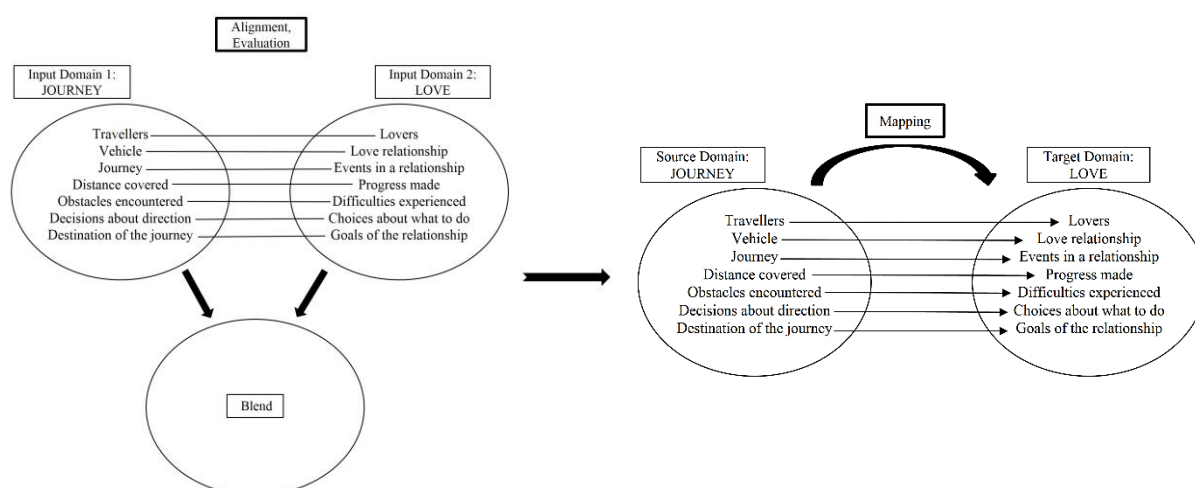 Alignment,
Evaluation
Input Domain 1:
JOURNEY
Input Domain 2:
LOVE
Travellers
Lovers
Vehicle
Love relationship
Journey
Events in a relationship
Distance covered
Progress made
Obstacles encountered
Difficulties experienced
Decisions about direction
Choices about what to do
Destination of the journey
Goals of the relationship
Blend
Mapping
Source Domain:
JOURNEY
Target Domain:
LOVE
Travellers
Lovers
Vehicle
Love relationship
Journey
Events in a relationship
Distance covered
Progress made
Obstacles encountered
Difficulties experienced
Decisions about direction
Choices about what to do
Destination of the journey
Goals of the relationship